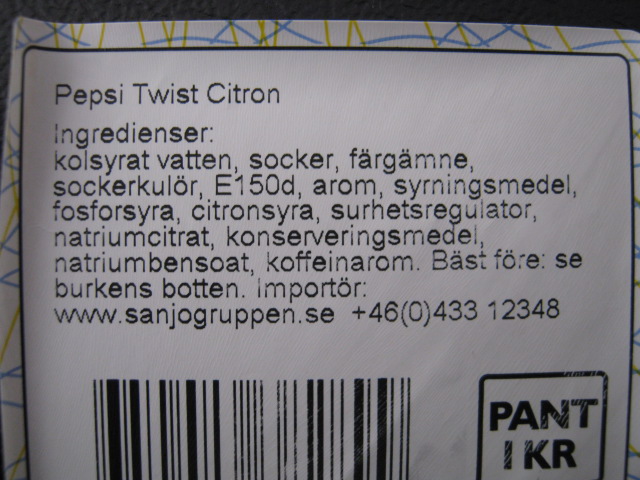 Pepsi Twist Citron
Ingredienser:
kolsyrat vatten, socker, färgämne,
sockerkulör, E150d, arom, syrningsmedel,
fosforsyra, citronsyra, surhetsregulator,
natriumcitrat, konserveringsmedel,
natriumbensoat, koffeinarom. Bäst före: se
burkens botten. Importör:
www.sanjogruppen.se +46(0)433 12348
PANT
1 KR